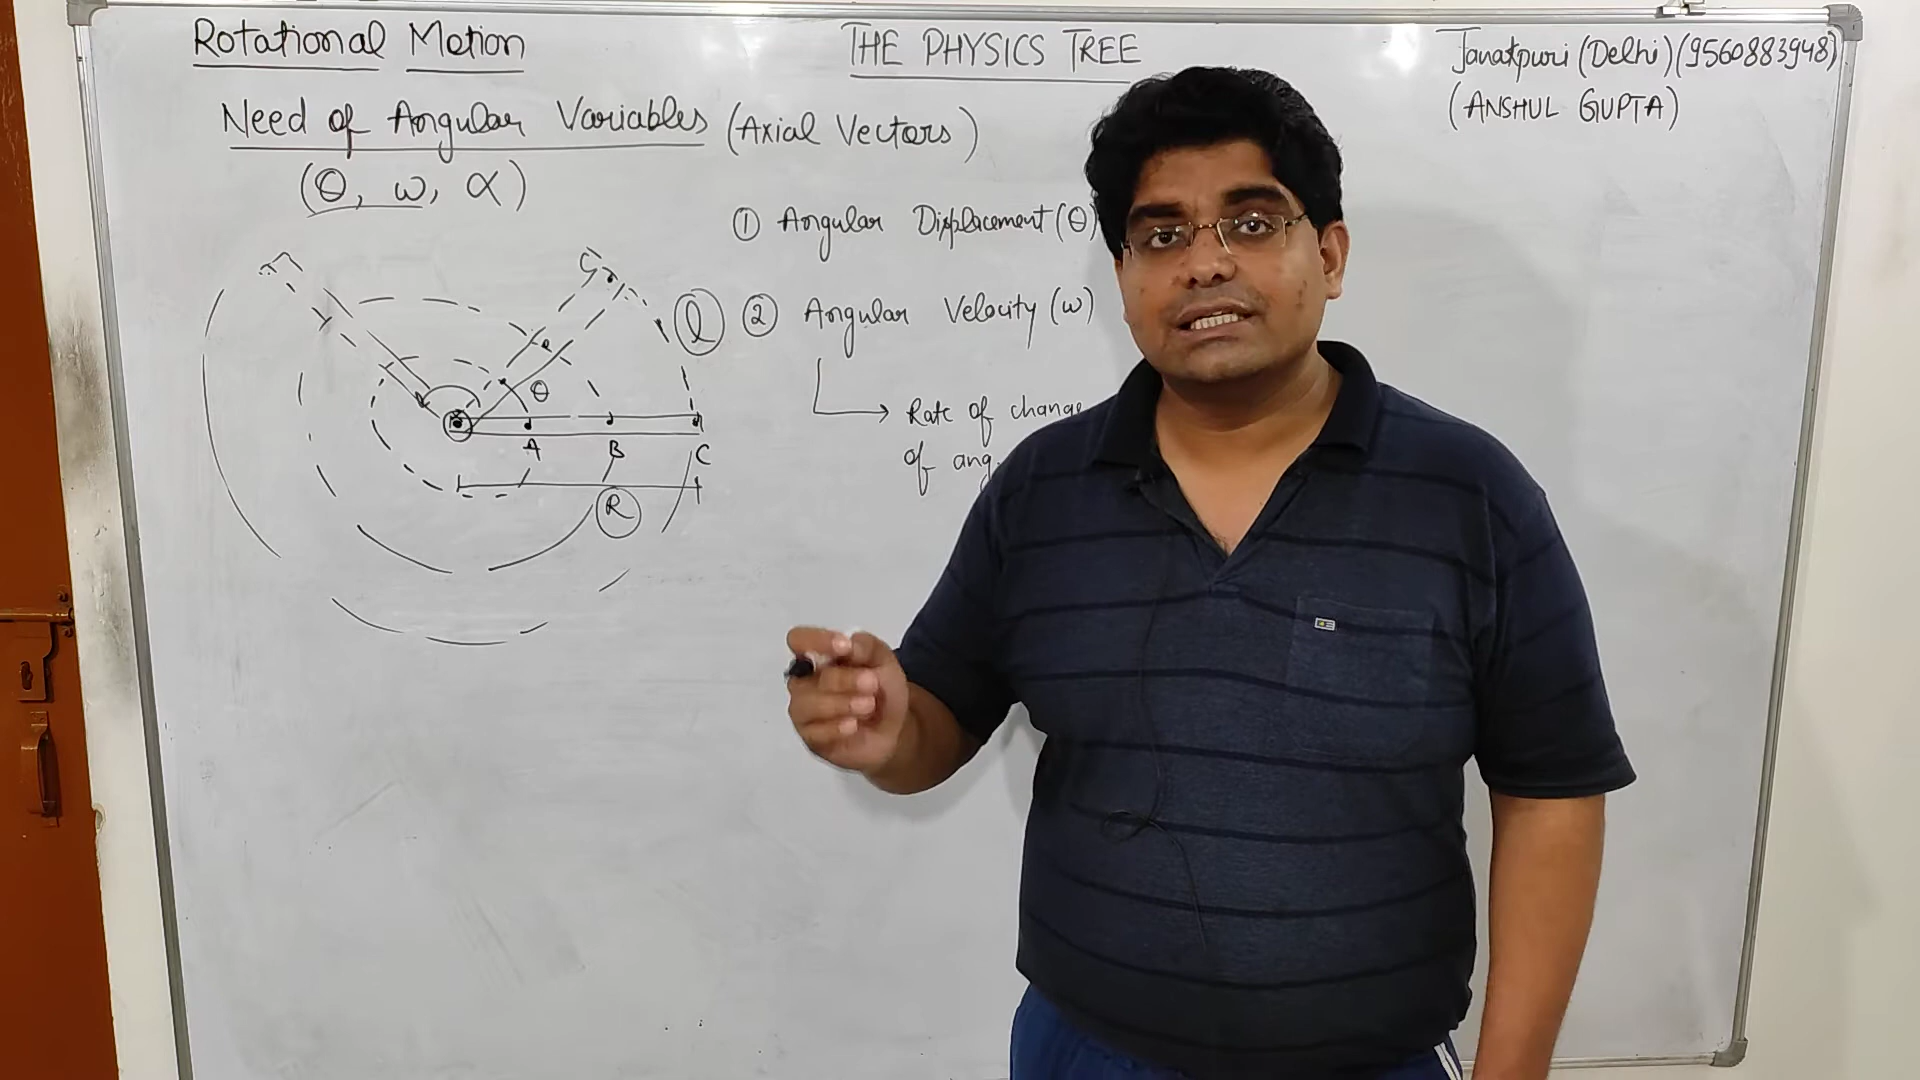 Rotational Motion
THE PHYSICS TREE
Janakpuri (Delhi) (9560883948)
(ANSHUL GUPTA)
Need of Angular Variables (Axial Vectors)
(θ, ω, α)
① Angular Displacement (θ)
② Angular Velocity (ω)
→ Rate of change
of ang.
l
θ
A B C
R